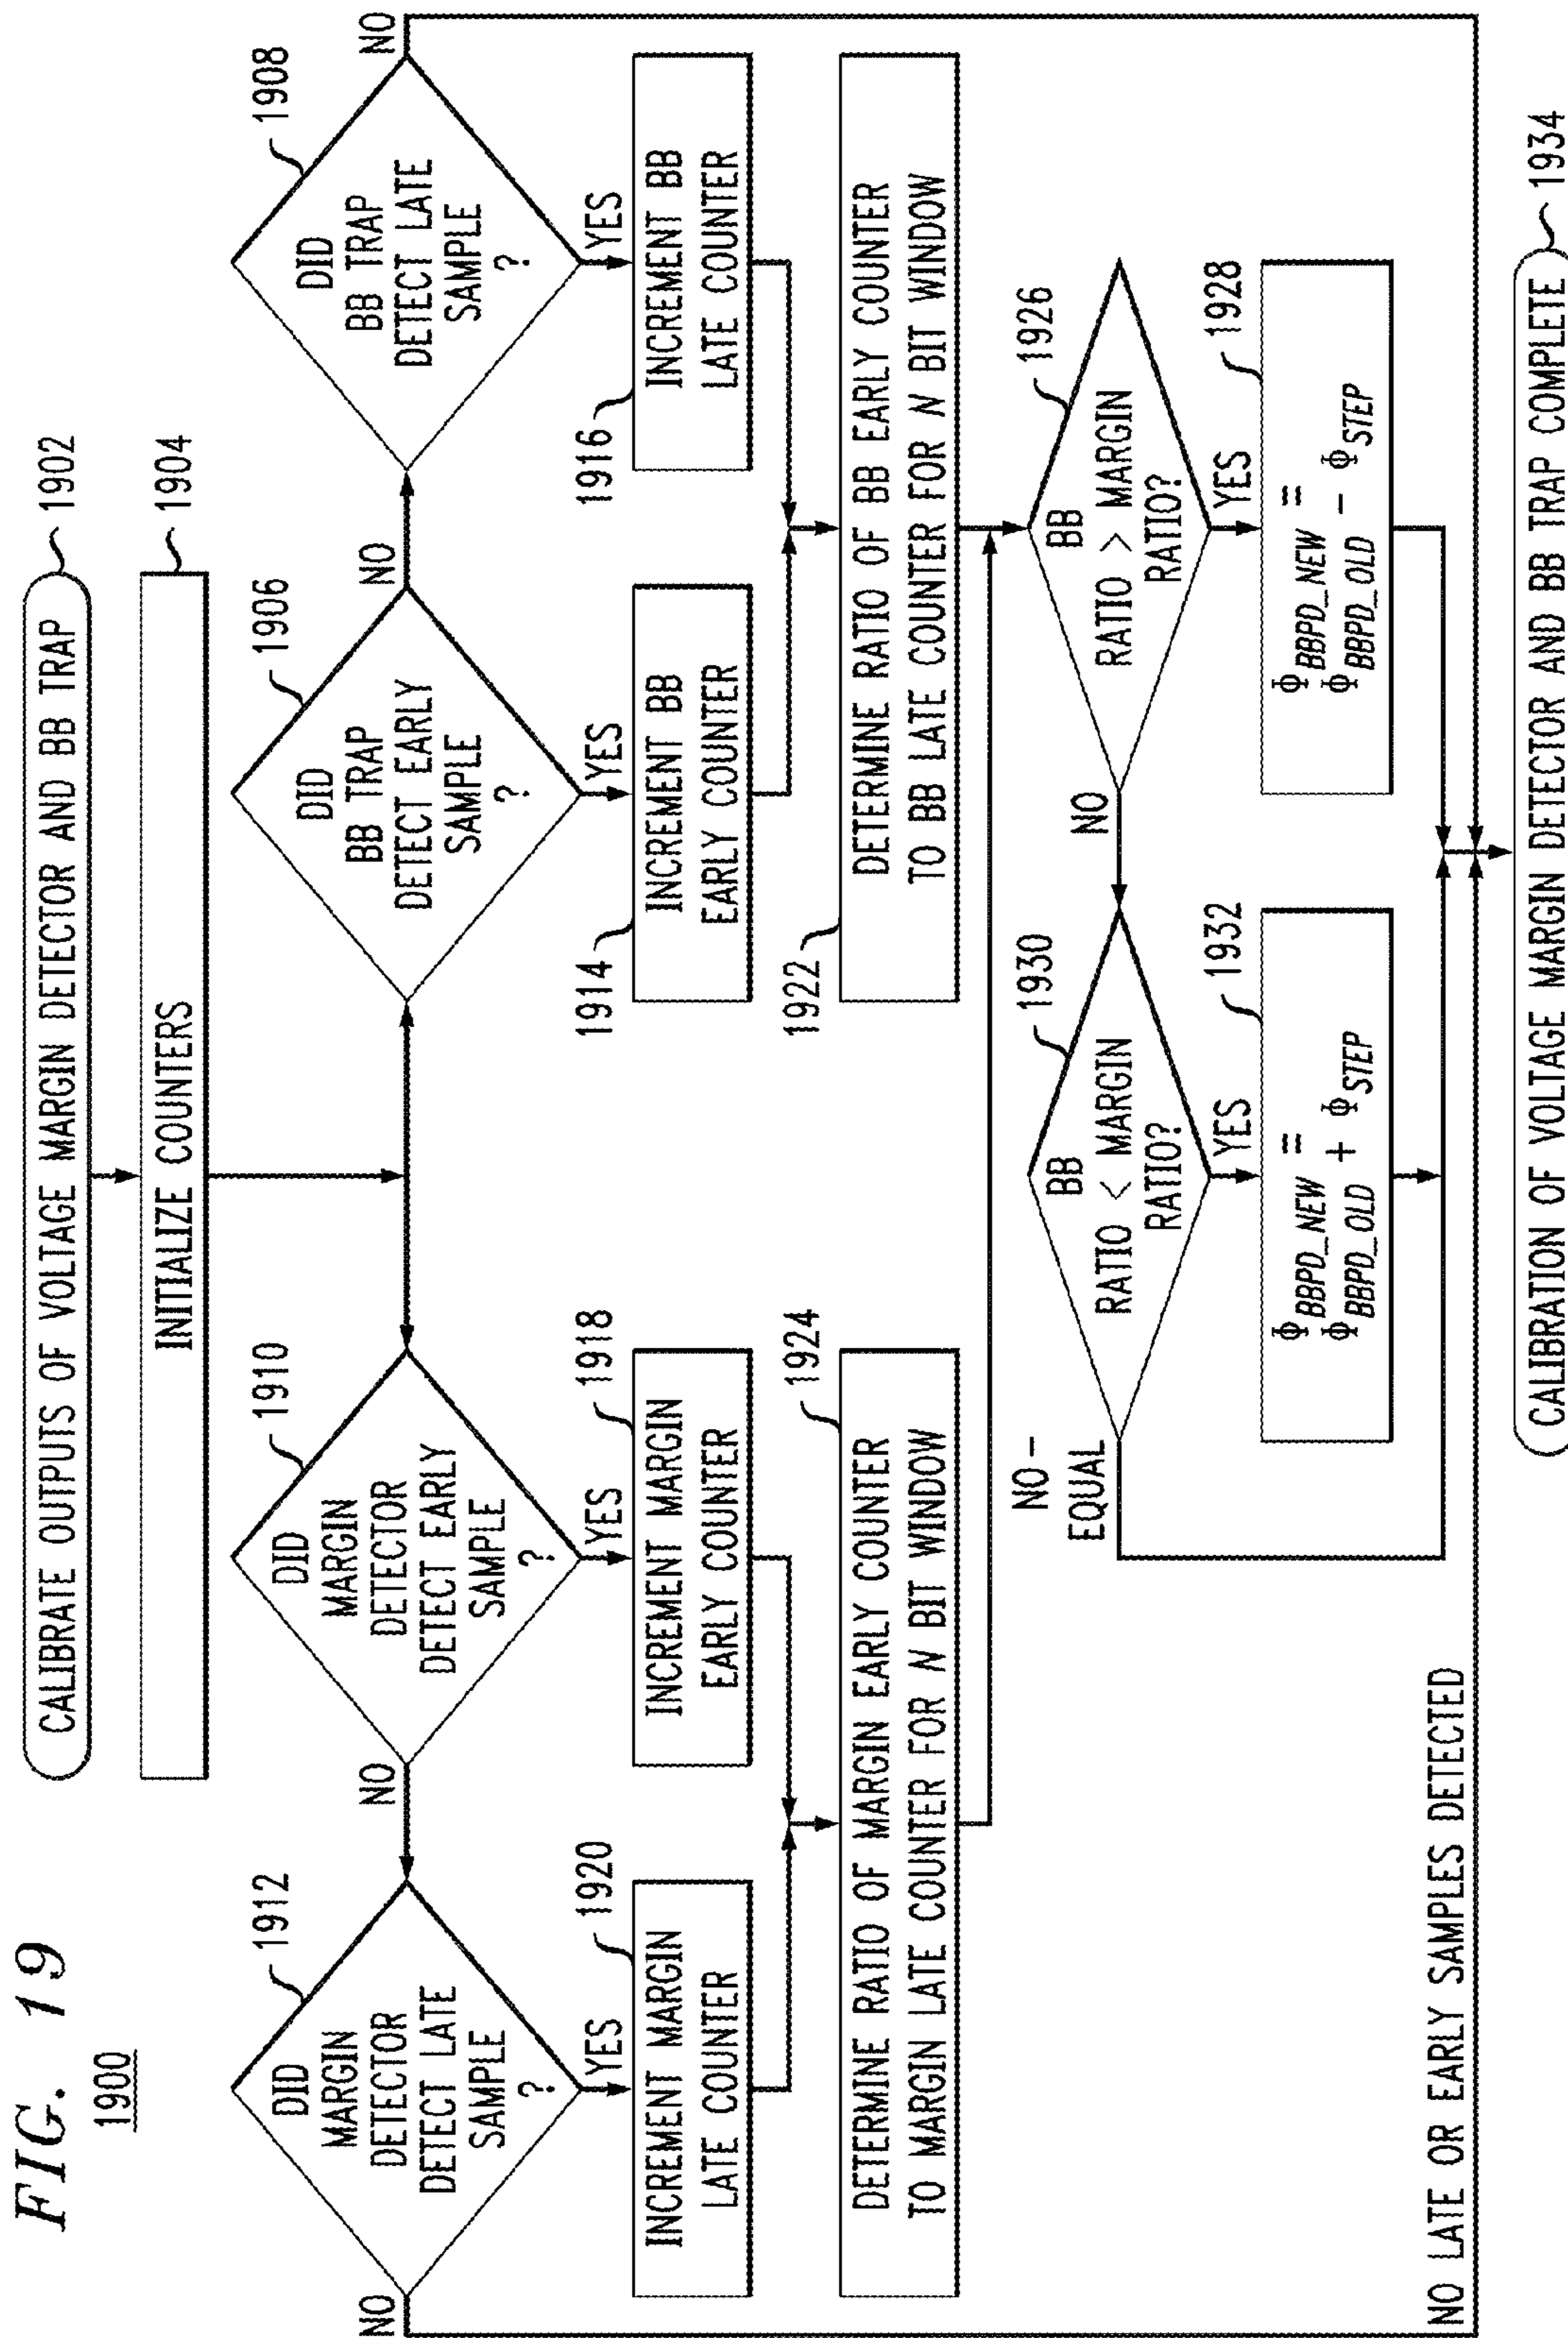 FIG. 19
1900
CALIBRATE OUTPUTS OF VOLTAGE MARGIN DETECTOR AND BB TRAP
1902
INITIALIZE COUNTERS
1904
NO
DID
MARGIN
DETECTOR
DETECT LATE
SAMPLE
?
1912
YES
NO
DID
MARGIN
DETECTOR
DETECT EARLY
SAMPLE
?
1910
YES
DID
BB TRAP
DETECT EARLY
SAMPLE
?
1906
YES
NO
DID
BB TRAP
DETECT LATE
SAMPLE
?
1908
YES
NO
INCREMENT MARGIN
LATE COUNTER
1920
INCREMENT MARGIN
EARLY COUNTER
1918
1914
INCREMENT BB
EARLY COUNTER
1916
INCREMENT BB
LATE COUNTER
DETERMINE RATIO OF MARGIN EARLY COUNTER
TO MARGIN LATE COUNTER FOR N BIT WINDOW
1924
1922
DETERMINE RATIO OF BB EARLY COUNTER
TO BB LATE COUNTER FOR N BIT WINDOW
NO-
EQUAL
BB
RATIO < MARGIN
RATIO?
1930
YES
NO
BB
RATIO > MARGIN
RATIO?
1926
YES
Φ BBPD_NEW =
Φ BBPD_OLD + Φ STEP
1932
Φ BBPD_NEW =
Φ BBPD_OLD - Φ STEP
1928
NO LATE OR EARLY SAMPLES DETECTED
CALIBRATION OF VOLTAGE MARGIN DETECTOR AND BB TRAP COMPLETE
1934